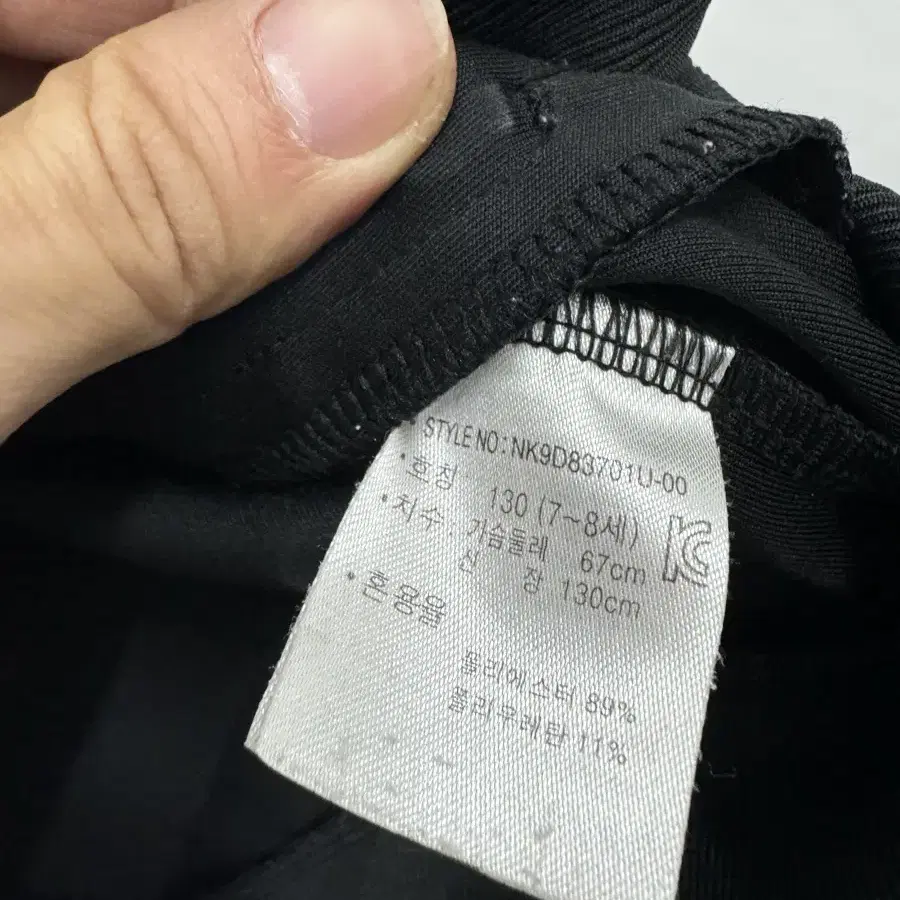 STYLE NO : NK9D83701U-00
* 호칭 130 (7~8세)
* 치수 : 가슴둘레 67cm
신 장 130cm
* 혼용율
폴리에스터 89%
폴리우레탄 11%
KC